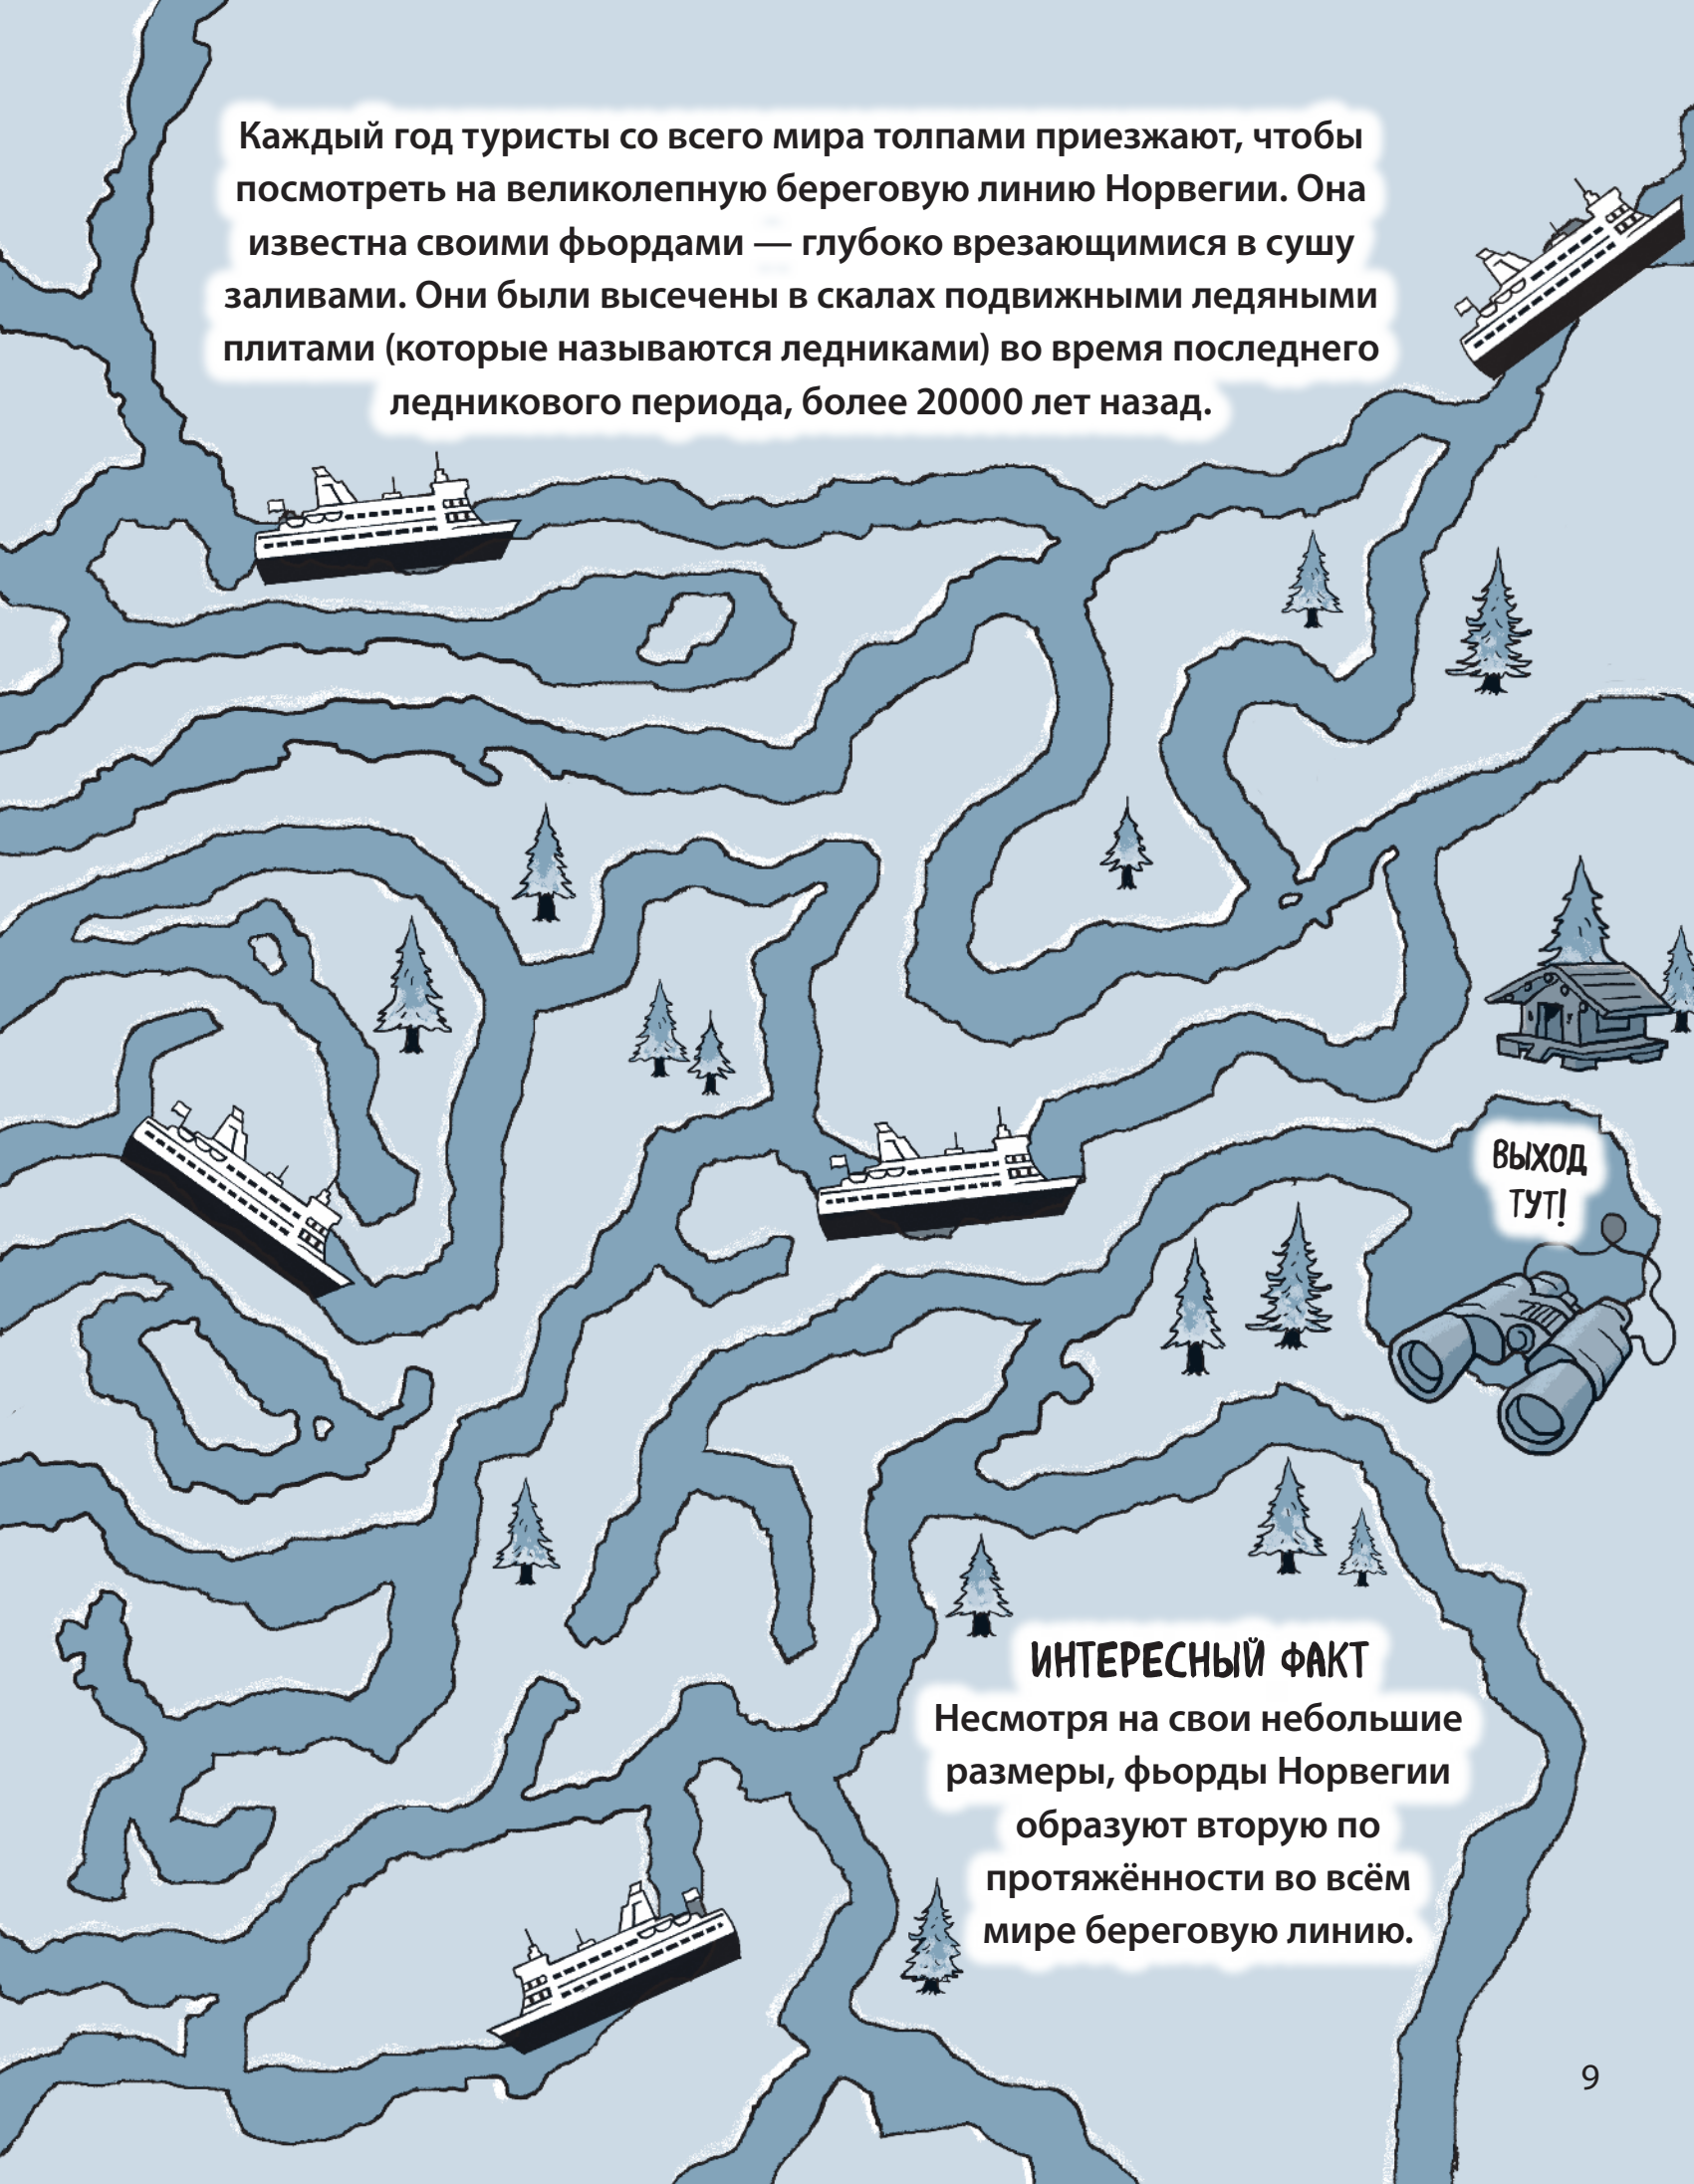 Каждый год туристы со всего мира толпами приезжают, чтобы
посмотреть на великолепную береговую линию Норвегии. Она
известна своими фьордами — глубоко врезающимися в сушу
заливами. Они были высечены в скалах подвижными ледяными
плитами (которые называются ледниками) во время последнего
ледникового периода, более 20000 лет назад.
ВЫХОД
ТУТ!
ИНТЕРЕСНЫЙ ФАКТ
Несмотря на свои небольшие
размеры, фьорды Норвегии
образуют вторую по
протяжённости во всём
мире береговую линию.
9